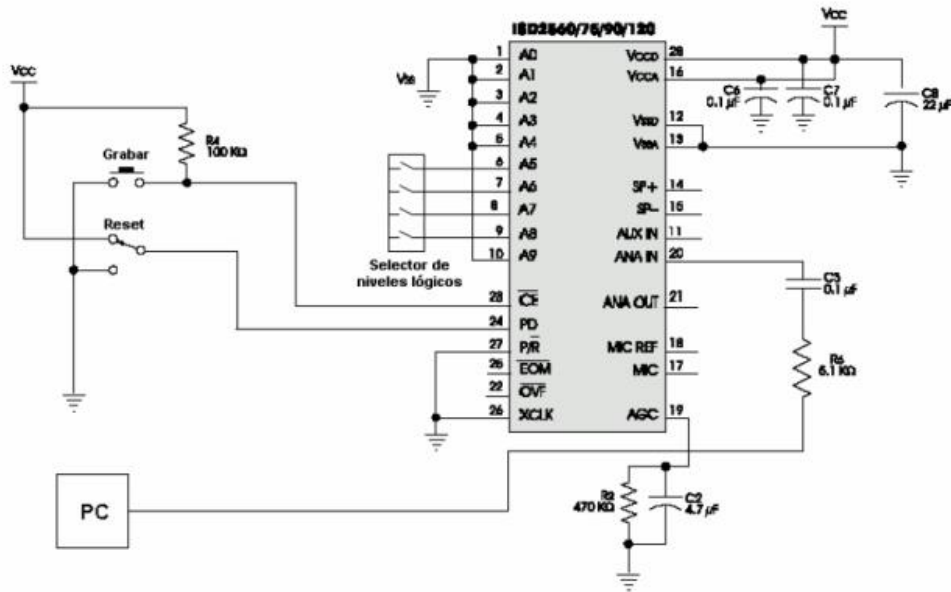 ISD2560/75/90/120
Vcc
R4
100 KΩ
Grabar
Reset
Vss
Selector de
niveles lógicos
1 A0
2 A1
3 A2
4 A3
5 A4
6 A5
7 A6
8 A7
9 A8
10 A9
23 CE
24 PD
27 P/R
25 EOM
22 OVF
26 XCLK
VCCD 28
VCCA 16
VSSD 12
VSSA 13
SP+ 14
SP- 15
AUX IN 11
ANA IN 20
ANA OUT 21
MIC REF 18
MIC 17
AGC 19
Vcc
C6
0.1 µF
C7
0.1 µF
C8
22 µF
C3
0.1 µF
R5
5.1 KΩ
R2
470 KΩ
C2
4.7 µF
PC